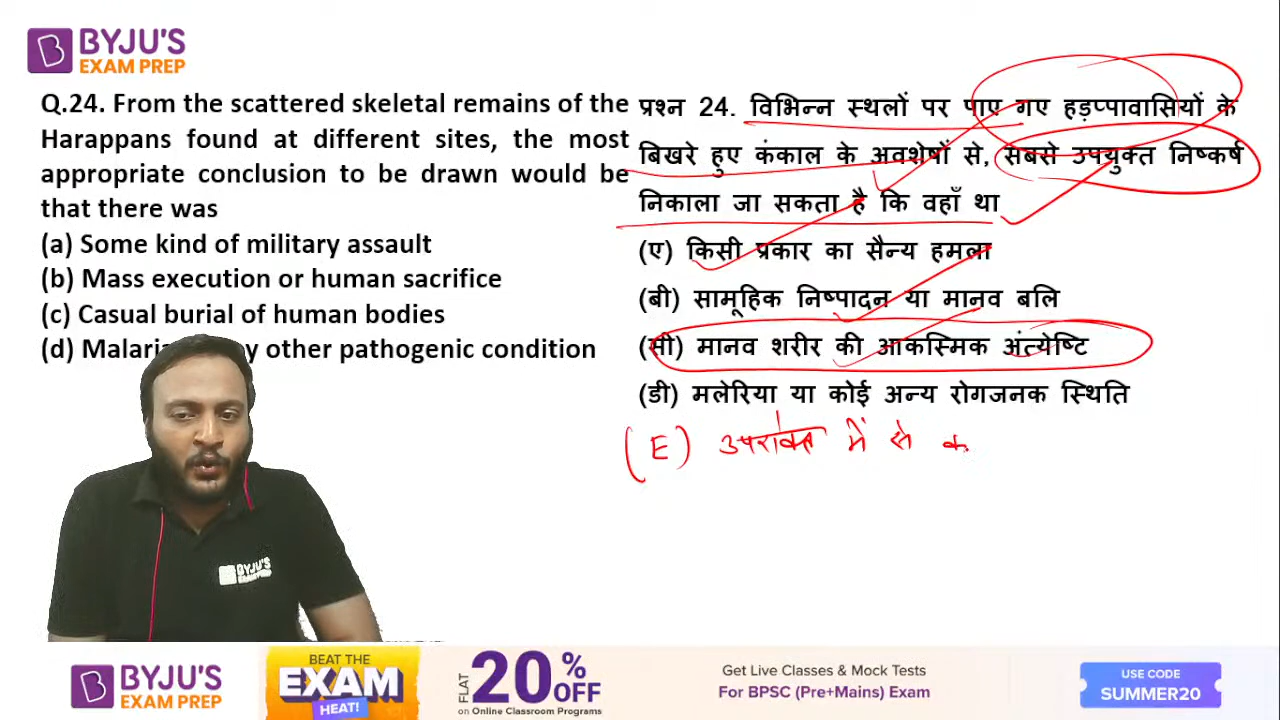 BYJU'S
EXAM PREP
Q.24. From the scattered skeletal remains of the
Harappans found at different sites, the most
appropriate conclusion to be drawn would be
that there was
(a) Some kind of military assault
(b) Mass execution or human sacrifice
(c) Casual burial of human bodies
(d) Malaria y other pathogenic condition
प्रश्न 24. विभिन्न स्थलों पर पाए गए हड़प्पावासियों के
बिखरे हुए कंकाल के अवशेषों से, सबसे उपयुक्त निष्कर्ष
निकाला जा सकता है कि वहाँ था
(ए) किसी प्रकार का सैन्य हमला
(बी) सामूहिक निष्पादन या मानव बलि
(सी) मानव शरीर की आकस्मिक अंत्येष्टि
(डी) मलेरिया या कोई अन्य रोगजनक स्थिति
(E) में से क
BYJU'S
EXAM PREP
BYJU'S
EXAM PREP
BEAT THE
EXAM
HEAT!
FLAT 20% OFF
on Online Classroom Programs
Get Live Classes & Mock Tests
For BPSC (Pre+Mains) Exam
USE CODE
SUMMER20